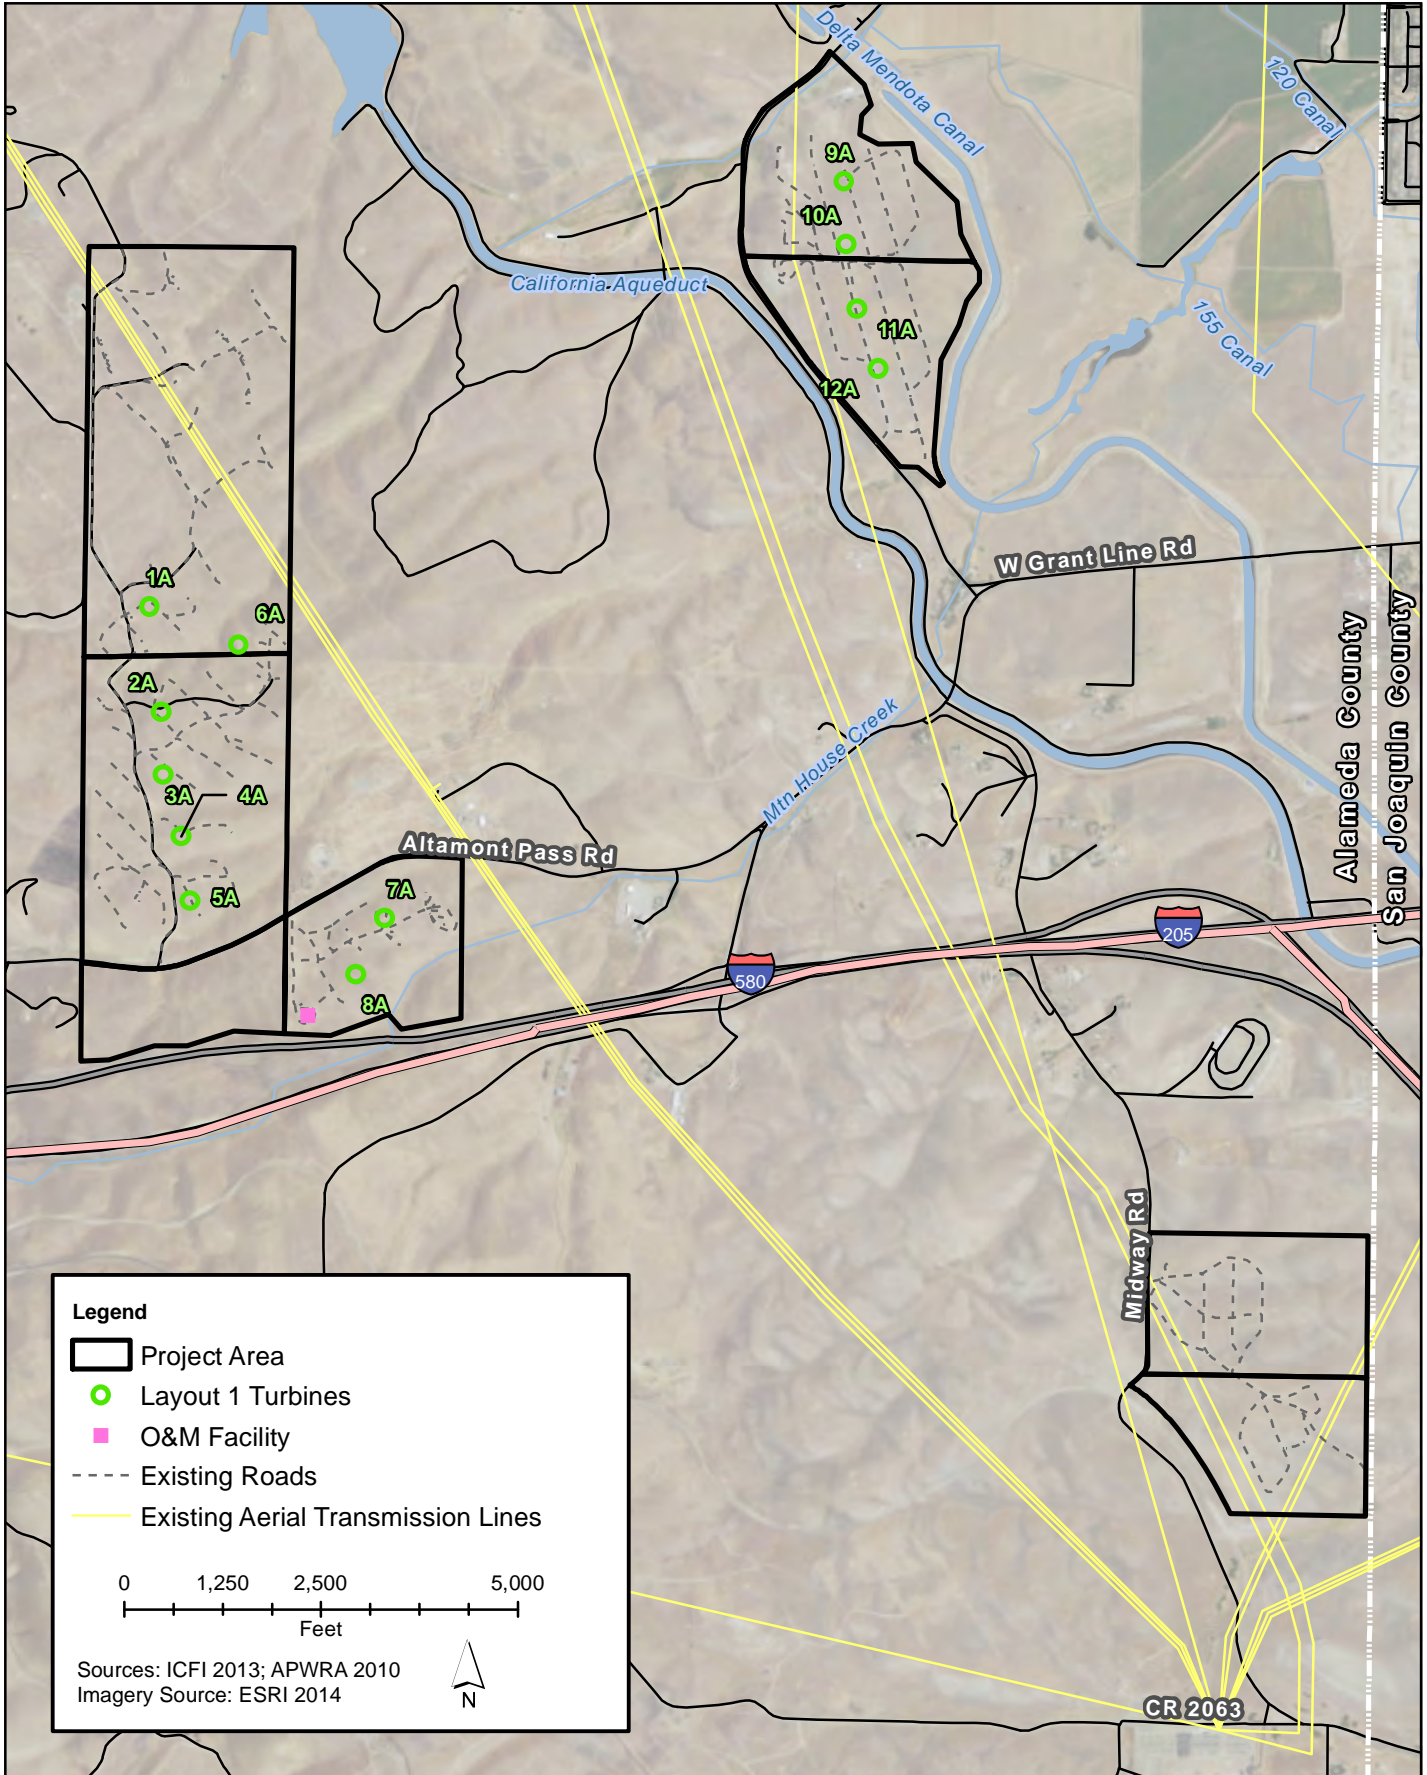 Delta Mendota Canal
120 Canal
9A
10A
California Aqueduct
155 Canal
11A
12A
W Grant Line Rd
1A
6A
Alameda County
San Joaquin County
2A
Mtn House Creek
3A
4A
Altamont Pass Rd
7A
5A
205
580
8A
Midway Rd
Legend
Project Area
Layout 1 Turbines
O&M Facility
Existing Roads
Existing Aerial Transmission Lines
0 1,250 2,500 5,000
Feet
Sources: ICFI 2013; APWRA 2010
Imagery Source: ESRI 2014
N
CR 2063